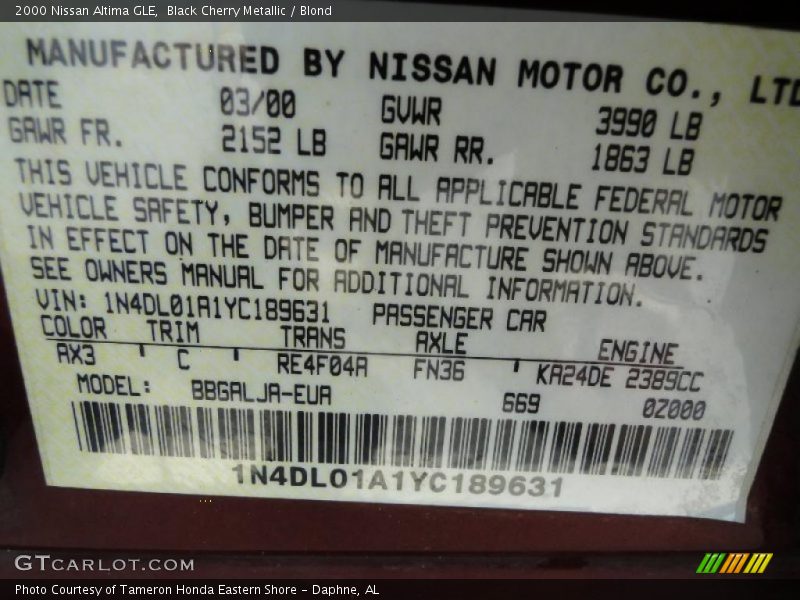 2000 Nissan Altima GLE,  Black Cherry Metallic / Blond
MANUFACTURED BY NISSAN MOTOR CO., LTD
DATE 03/00 GVWR 3990 LB
GAWR FR. 2152 LB GAWR RR. 1863 LB
THIS VEHICLE CONFORMS TO ALL APPLICABLE FEDERAL MOTOR
VEHICLE SAFETY, BUMPER AND THEFT PREVENTION STANDARDS
IN EFFECT ON THE DATE OF MANUFACTURE SHOWN ABOVE.
SEE OWNERS MANUAL FOR ADDITIONAL INFORMATION.
VIN: 1N4DL01A1YC189631 PASSENGER CAR
COLOR TRIM TRANS AXLE ENGINE
AX3 C RE4F04A FN36 KA24DE 2389CC
MODEL: BBGALJA-EUA 669 0Z000
1N4DL01A1YC189631
GTCARLOT.COM
Photo Courtesy of Tameron Honda Eastern Shore - Daphne, AL